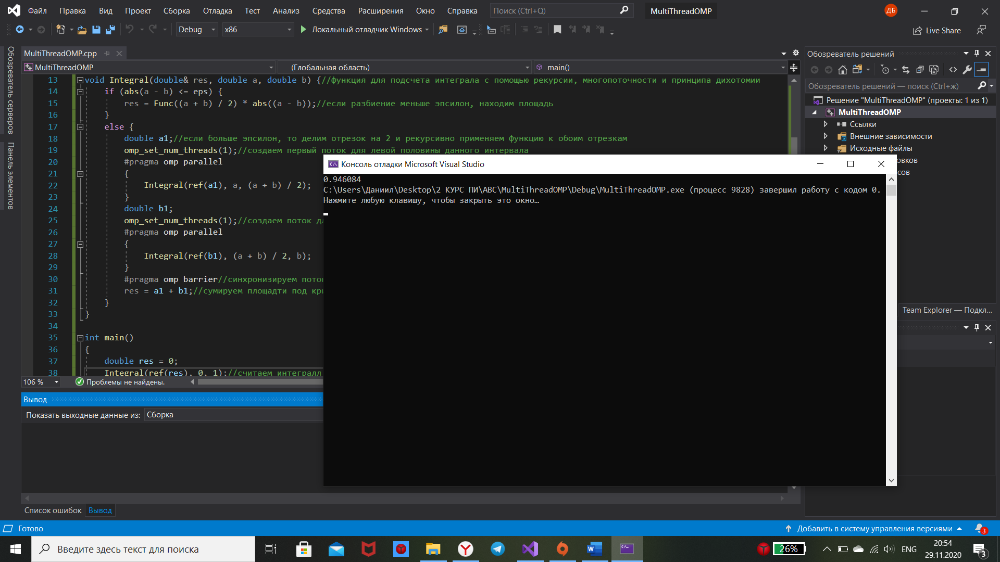 Файл Правка Вид Проект Сборка Отладка Тест Анализ Средства Расширения Окно Справка Поиск (Ctrl+Q) MultiThreadOMP ДБ
Debug x86 Локальный отладчик Windows Live Share
Обозреватель серверов
Панель элементов
MultiThreadOMP.cpp
MultiThreadOMP (Глобальная область) main()
13 void Integral(double& res, double a, double b) {//функция для подсчета интеграла с помощью рекурсии, многопоточности и принципа дихотомии
14 if (abs(a - b) <= eps) {
15 res = Func((a + b) / 2) * abs((a - b));//если разбиение меньше эпсилон, находим площадь
16 }
17 else {
18 double a1;//если больше эпсилон, то делим отрезок на 2 и рекурсивно применяем функцию к обоим отрезкам
19 omp_set_num_threads(1);//создаем первый поток для левой половины данного интервала
20 #pragma omp parallel
21 {
22 Integral(ref(a1), a, (a + b) / 2);
23 }
24 double b1;
25 omp_set_num_threads(1);//создаем поток дл
26 #pragma omp parallel
27 {
28 Integral(ref(b1), (a + b) / 2, b);
29 }
30 #pragma omp barrier//синхронизируем пото
31 res = a1 + b1;//сумируем площадти под кри
32 }
33 }
34
35 int main()
36 {
37 double res = 0;
38 Integral(ref(res), 0, 1);//считаем интегралл
106 % Проблемы не найдены.
Вывод
Показать выходные данные из: Сборка
Список ошибок Вывод
Консоль отладки Microsoft Visual Studio
0.946084
C:\Users\Даниил\Desktop\2 КУРС ПИ\АВС\MultiThreadOMP\Debug\MultiThreadOMP.exe (процесс 9828) завершил работу с кодом 0.
Нажмите любую клавишу, чтобы закрыть это окно…
Обозреватель решений
Обозреватель решений — поиск (Ctrl+ж)
Решение "MultiThreadOMP" (проекты: 1 из 1)
MultiThreadOMP
Ссылки
Внешние зависимости
Исходные файлы
овков
сов
Team Explorer — Подкл...
Готово Добавить в систему управления версиями 3
Введите здесь текст для поиска 26% ENG 20:54
29.11.2020 3